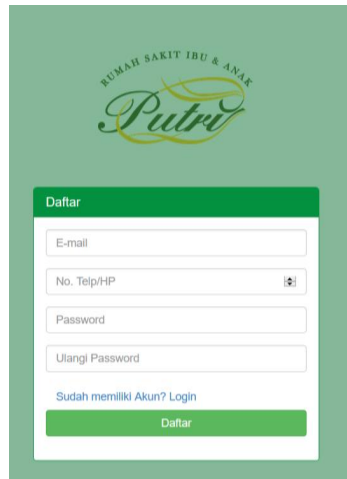 RUMAH SAKIT IBU & ANAK
Putri
Daftar
E-mail
No. Telp/HP
Password
Ulangi Password
Sudah memiliki Akun? Login
Daftar